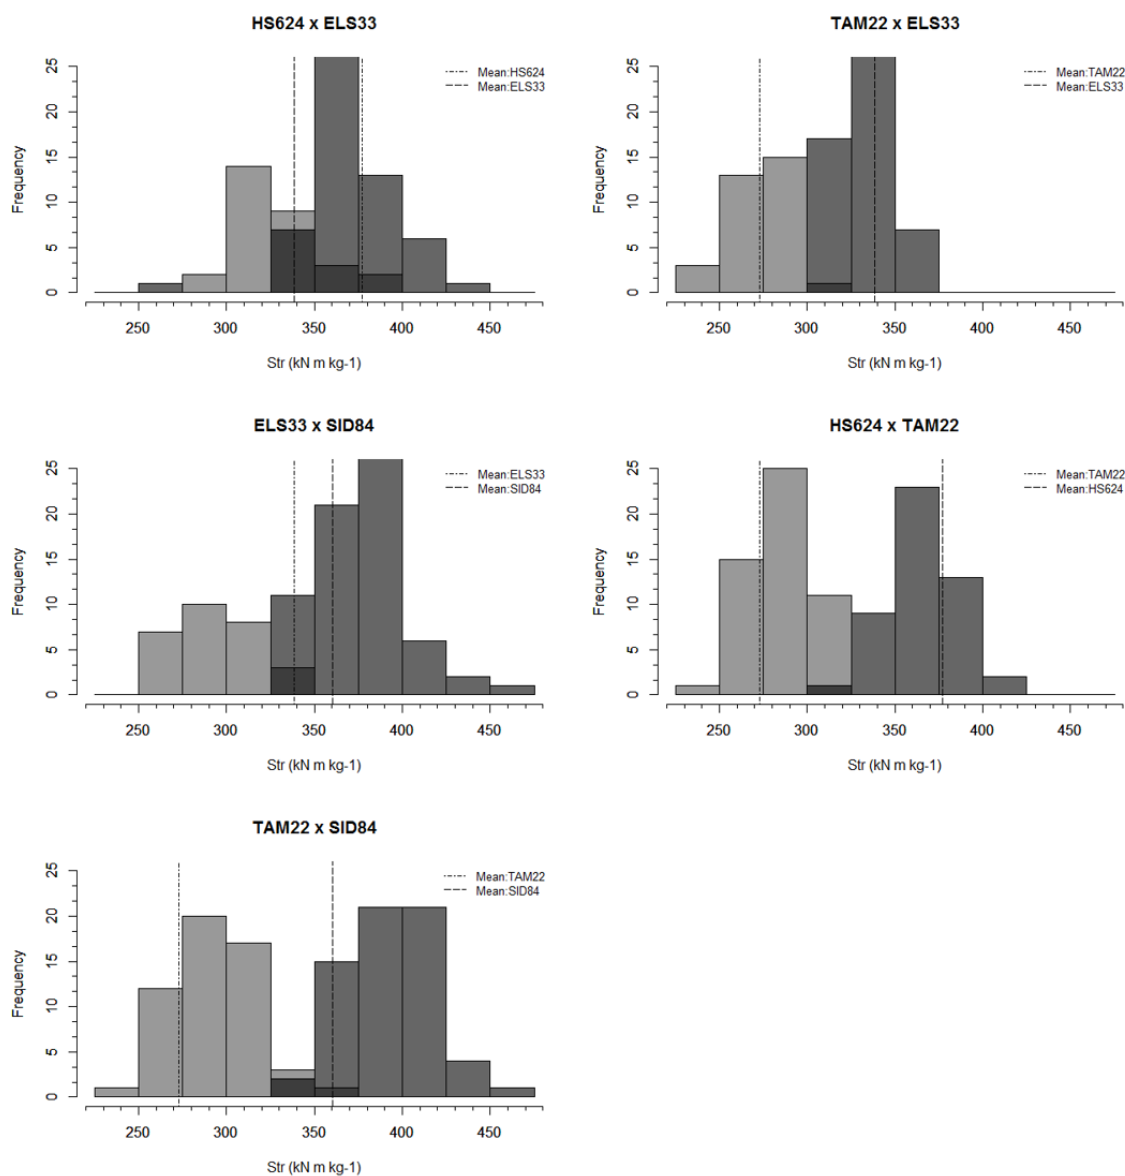 HS624 x ELS33
Frequency
0 5 10 15 20 25
250 300 350 400 450
Str (kN m kg-1)
Mean:HS624
Mean:ELS33
TAM22 x ELS33
Frequency
0 5 10 15 20 25
250 300 350 400 450
Str (kN m kg-1)
Mean:TAM22
Mean:ELS33
ELS33 x SID84
Frequency
0 5 10 15 20 25
250 300 350 400 450
Str (kN m kg-1)
Mean:ELS33
Mean:SID84
HS624 x TAM22
Frequency
0 5 10 15 20 25
250 300 350 400 450
Str (kN m kg-1)
Mean:TAM22
Mean:HS624
TAM22 x SID84
Frequency
0 5 10 15 20 25
250 300 350 400 450
Str (kN m kg-1)
Mean:TAM22
Mean:SID84